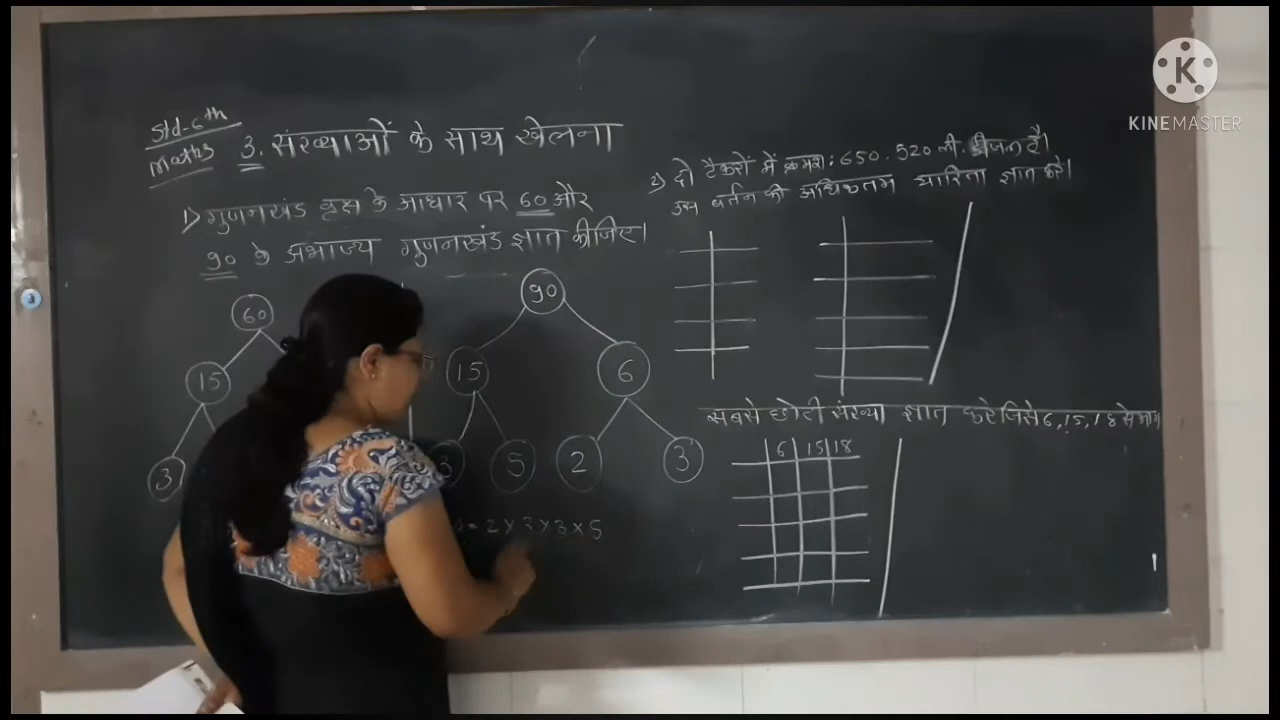 Std-6th
Maths
3. संख्याओं के साथ खेलना
1) गुणनखंड वृक्ष के आधार पर 60 और
90 के अभाज्य गुणनखंड ज्ञात कीजिए।
60
15
3
90
15
6
3
5
2
3
= 2 × 3 × 3 × 5
2) दो टैंकरों में क्रमश: 650, 520 ली. डीजल है।
उस बर्तन की अधिकतम धारिता ज्ञात करें।
सबसे छोटी संख्या ज्ञात करे जिसे 6, 15, 18 से भाग
6 15 18
KINEMASTER